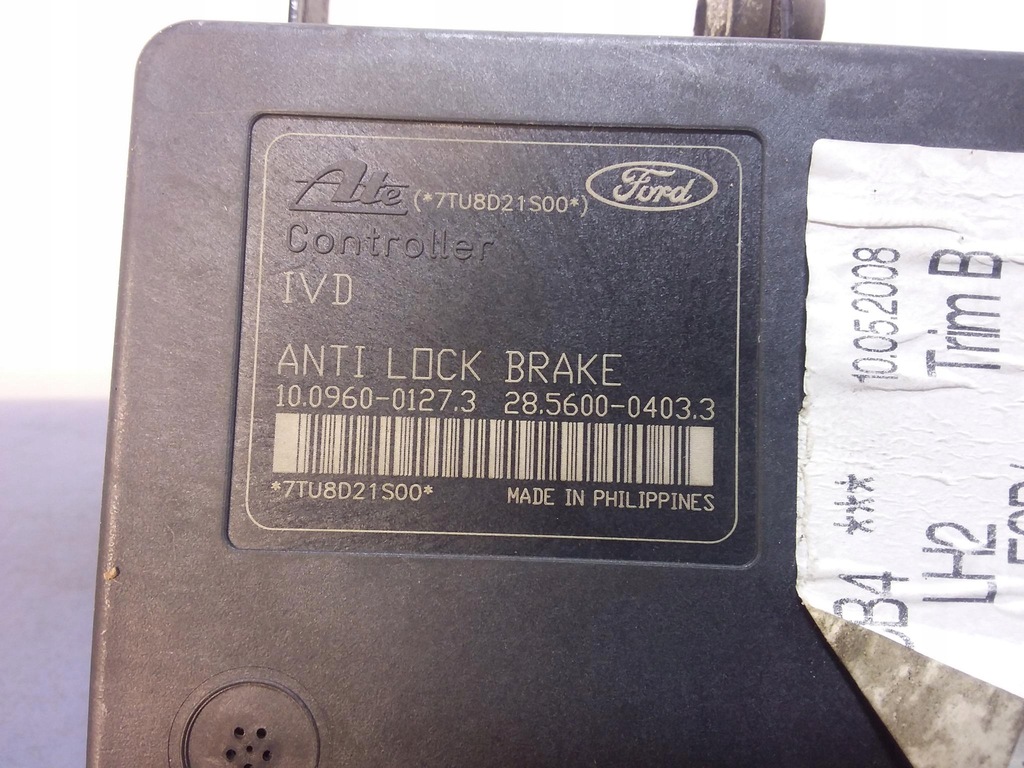 Ate (*7TU8D21S00*) Ford
Controller
IVD
ANTI LOCK BRAKE
10.0960-0127.3 28.5600-0403.3
*7TU8D21S00* MADE IN PHILIPPINES
10.05.2008
Trim B
B4 ***
LH2